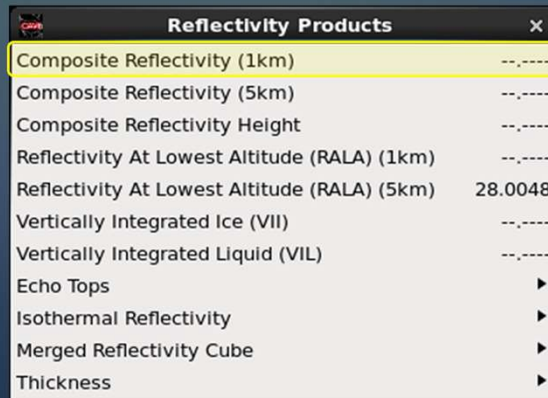 Reflectivity Products
Composite Reflectivity (1km) --.----
Composite Reflectivity (5km) --.----
Composite Reflectivity Height --.----
Reflectivity At Lowest Altitude (RALA) (1km) --.----
Reflectivity At Lowest Altitude (RALA) (5km) 28.0048
Vertically Integrated Ice (VII) --.----
Vertically Integrated Liquid (VIL) --.----
Echo Tops
Isothermal Reflectivity
Merged Reflectivity Cube
Thickness